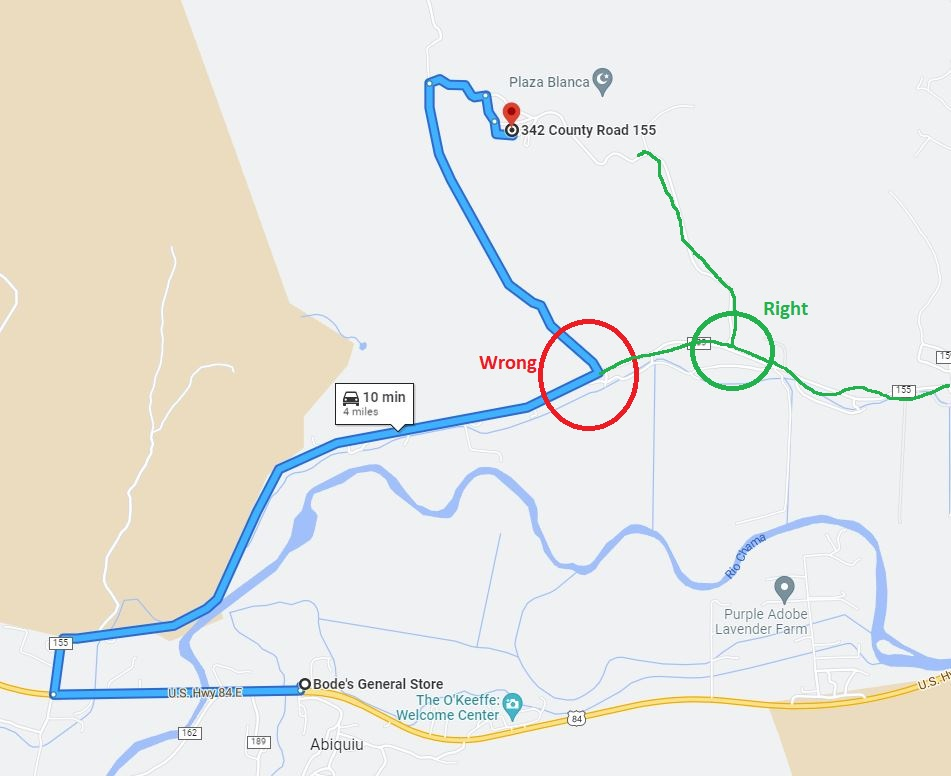 Plaza Blanca
342 County Road 155
Right
Wrong
10 min
4 miles
155
155
Rio Chama
Purple Adobe
Lavender Farm
155
Bode's General Store
U.S. Hwy 84 E
The O'Keeffe:
Welcome Center
84
162
189
Abiquiu